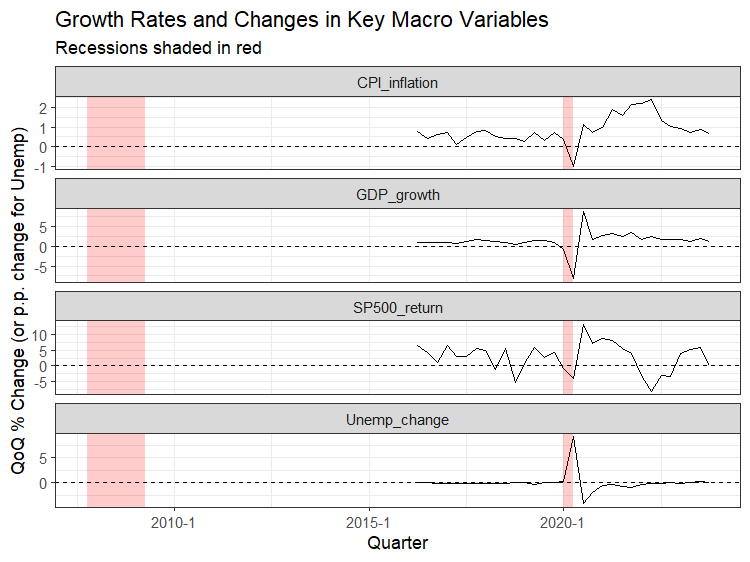 Growth Rates and Changes in Key Macro Variables
Recessions shaded in red
QoQ % Change (or p.p. change for Unemp)
CPI_inflation
2
1
0
-1
GDP_growth
5
0
-5
SP500_return
10
5
0
-5
Unemp_change
5
0
2010-1 2015-1 2020-1
Quarter